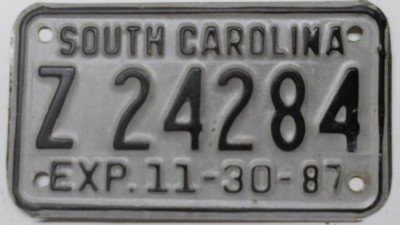 SOUTH CAROLINA
Z 24284
EXP. 11-30-87